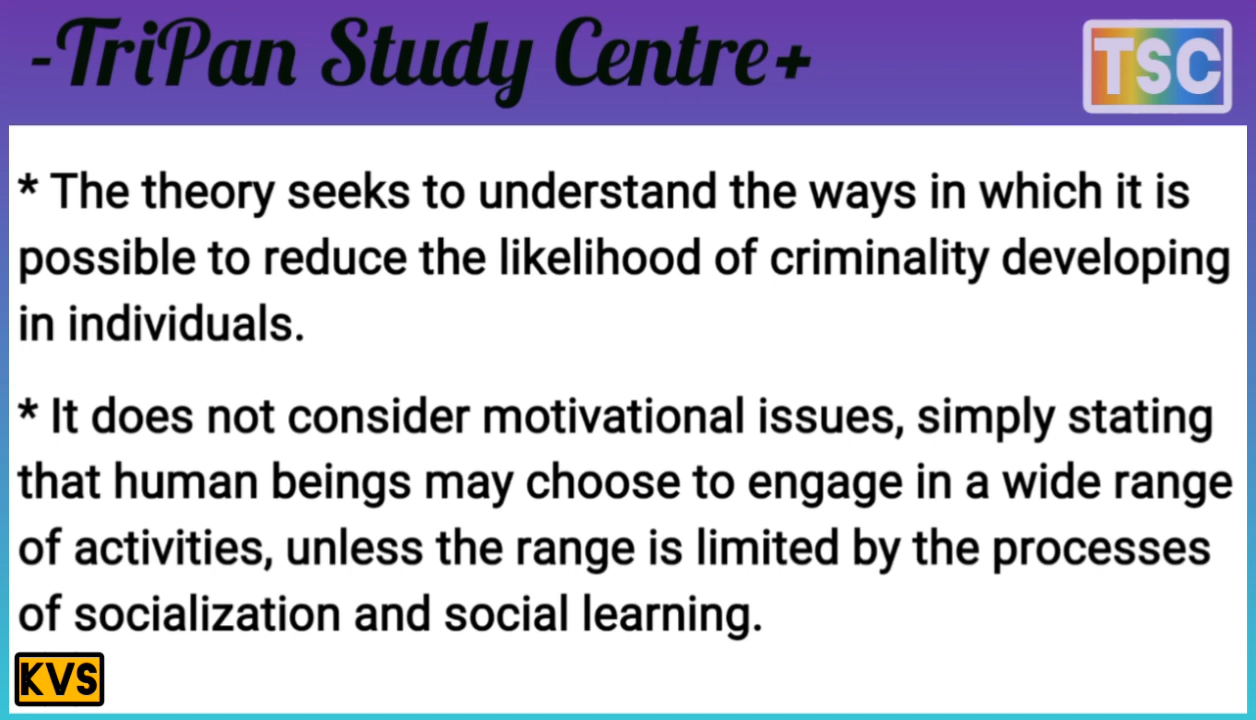 -TriPan Study Centre+
TSC
* The theory seeks to understand the ways in which it is
possible to reduce the likelihood of criminality developing
in individuals.
* It does not consider motivational issues, simply stating
that human beings may choose to engage in a wide range
of activities, unless the range is limited by the processes
of socialization and social learning.
KVS